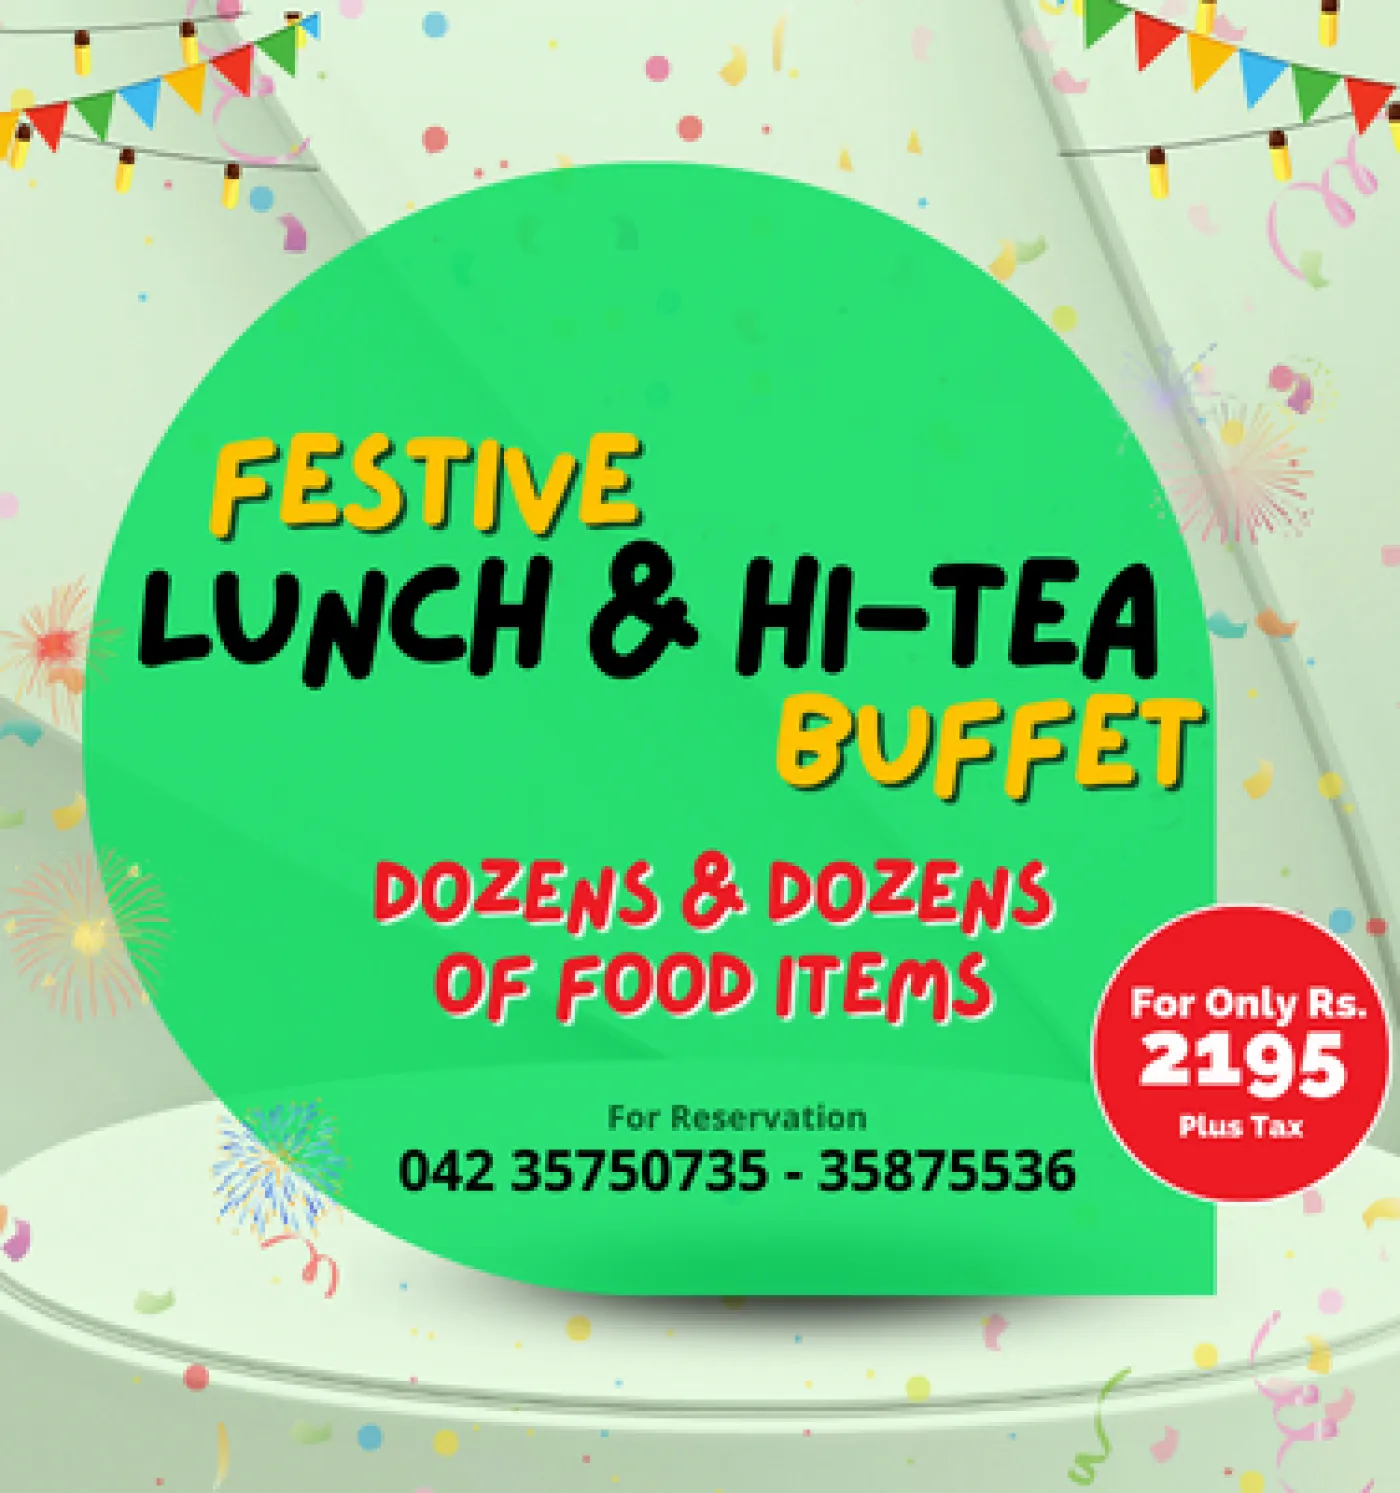 FESTIVE
LUNCH & HI-TEA
BUFFET
DOZENS & DOZENS
OF FOOD ITEMS
For Only Rs.
2195
Plus Tax
For Reservation
042 35750735 - 35875536